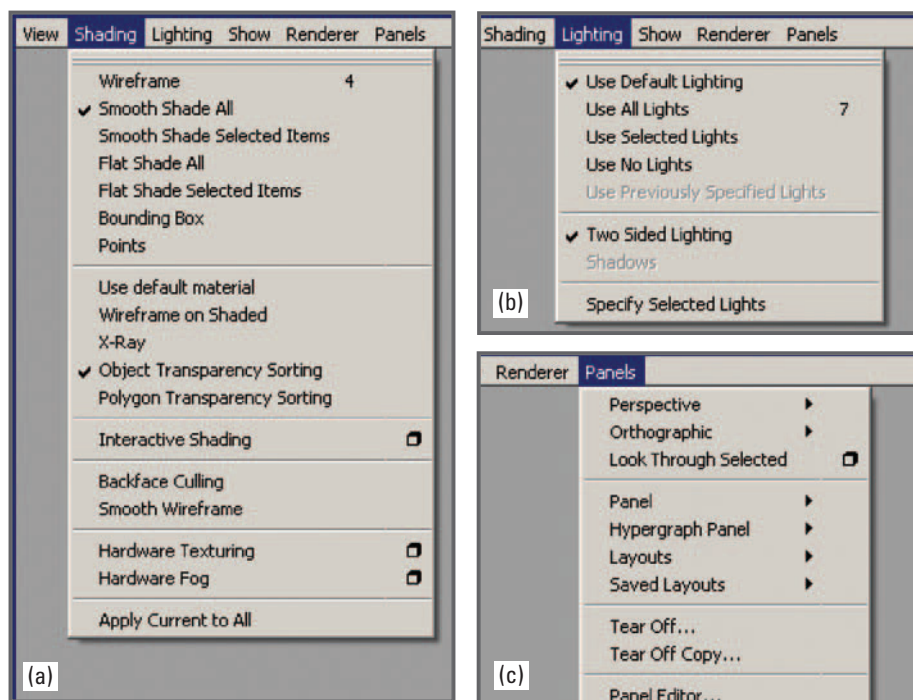 View Shading Lighting Show Renderer Panels
Wireframe 4
Smooth Shade All
Smooth Shade Selected Items
Flat Shade All
Flat Shade Selected Items
Bounding Box
Points
Use default material
Wireframe on Shaded
X-Ray
Object Transparency Sorting
Polygon Transparency Sorting
Interactive Shading
Backface Culling
Smooth Wireframe
Hardware Texturing
Hardware Fog
Apply Current to All
(a)
Shading Lighting Show Renderer Panels
Use Default Lighting
Use All Lights 7
Use Selected Lights
Use No Lights
Use Previously Specified Lights
Two Sided Lighting
Shadows
Specify Selected Lights
(b)
Renderer Panels
Perspective
Orthographic
Look Through Selected
Panel
Hypergraph Panel
Layouts
Saved Layouts
Tear Off...
Tear Off Copy...
Panel Editor...
(c)